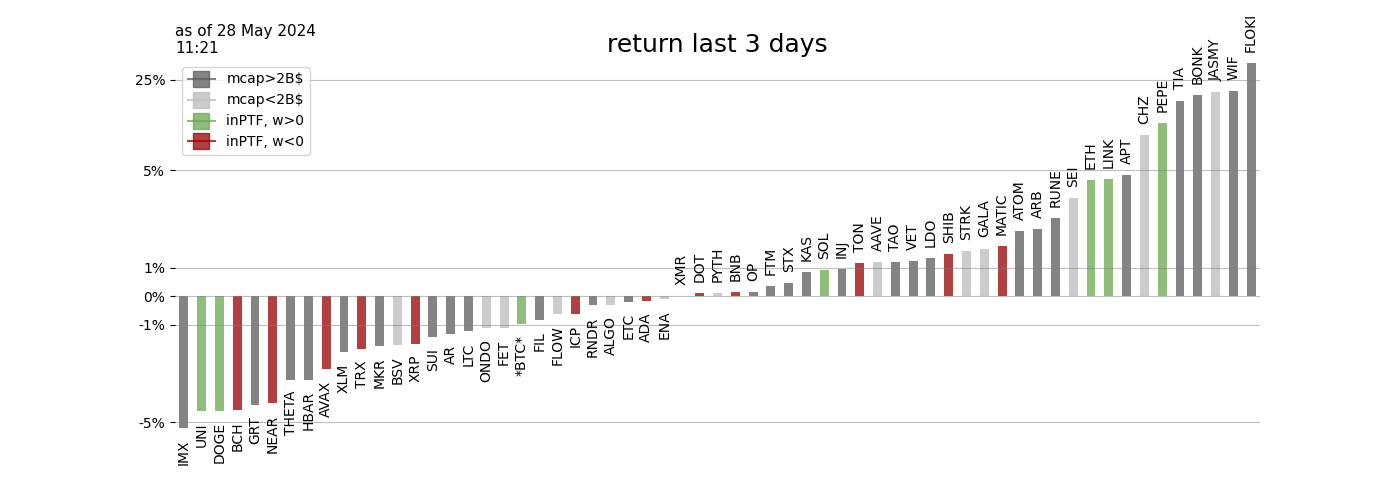 as of 28 May 2024
11:21
return last 3 days
mcap>2B$
mcap<2B$
inPTF, w>0
inPTF, w<0
25%
5%
1%
0%
-1%
-5%
IMX
UNI
DOGE
BCH
GRT
NEAR
THETA
HBAR
AVAX
XLM
TRX
MKR
BSV
XRP
SUI
AR
LTC
ONDO
FET
*BTC*
FIL
FLOW
ICP
RNDR
ALGO
ETC
ADA
ENA
XMR
DOT
PYTH
BNB
OP
FTM
STX
KAS
SOL
INJ
TON
AAVE
TAO
VET
LDO
SHIB
STRK
GALA
MATIC
ATOM
ARB
RUNE
SEI
ETH
LINK
APT
CHZ
PEPE
TIA
BONK
JASMY
WIF
FLOKI